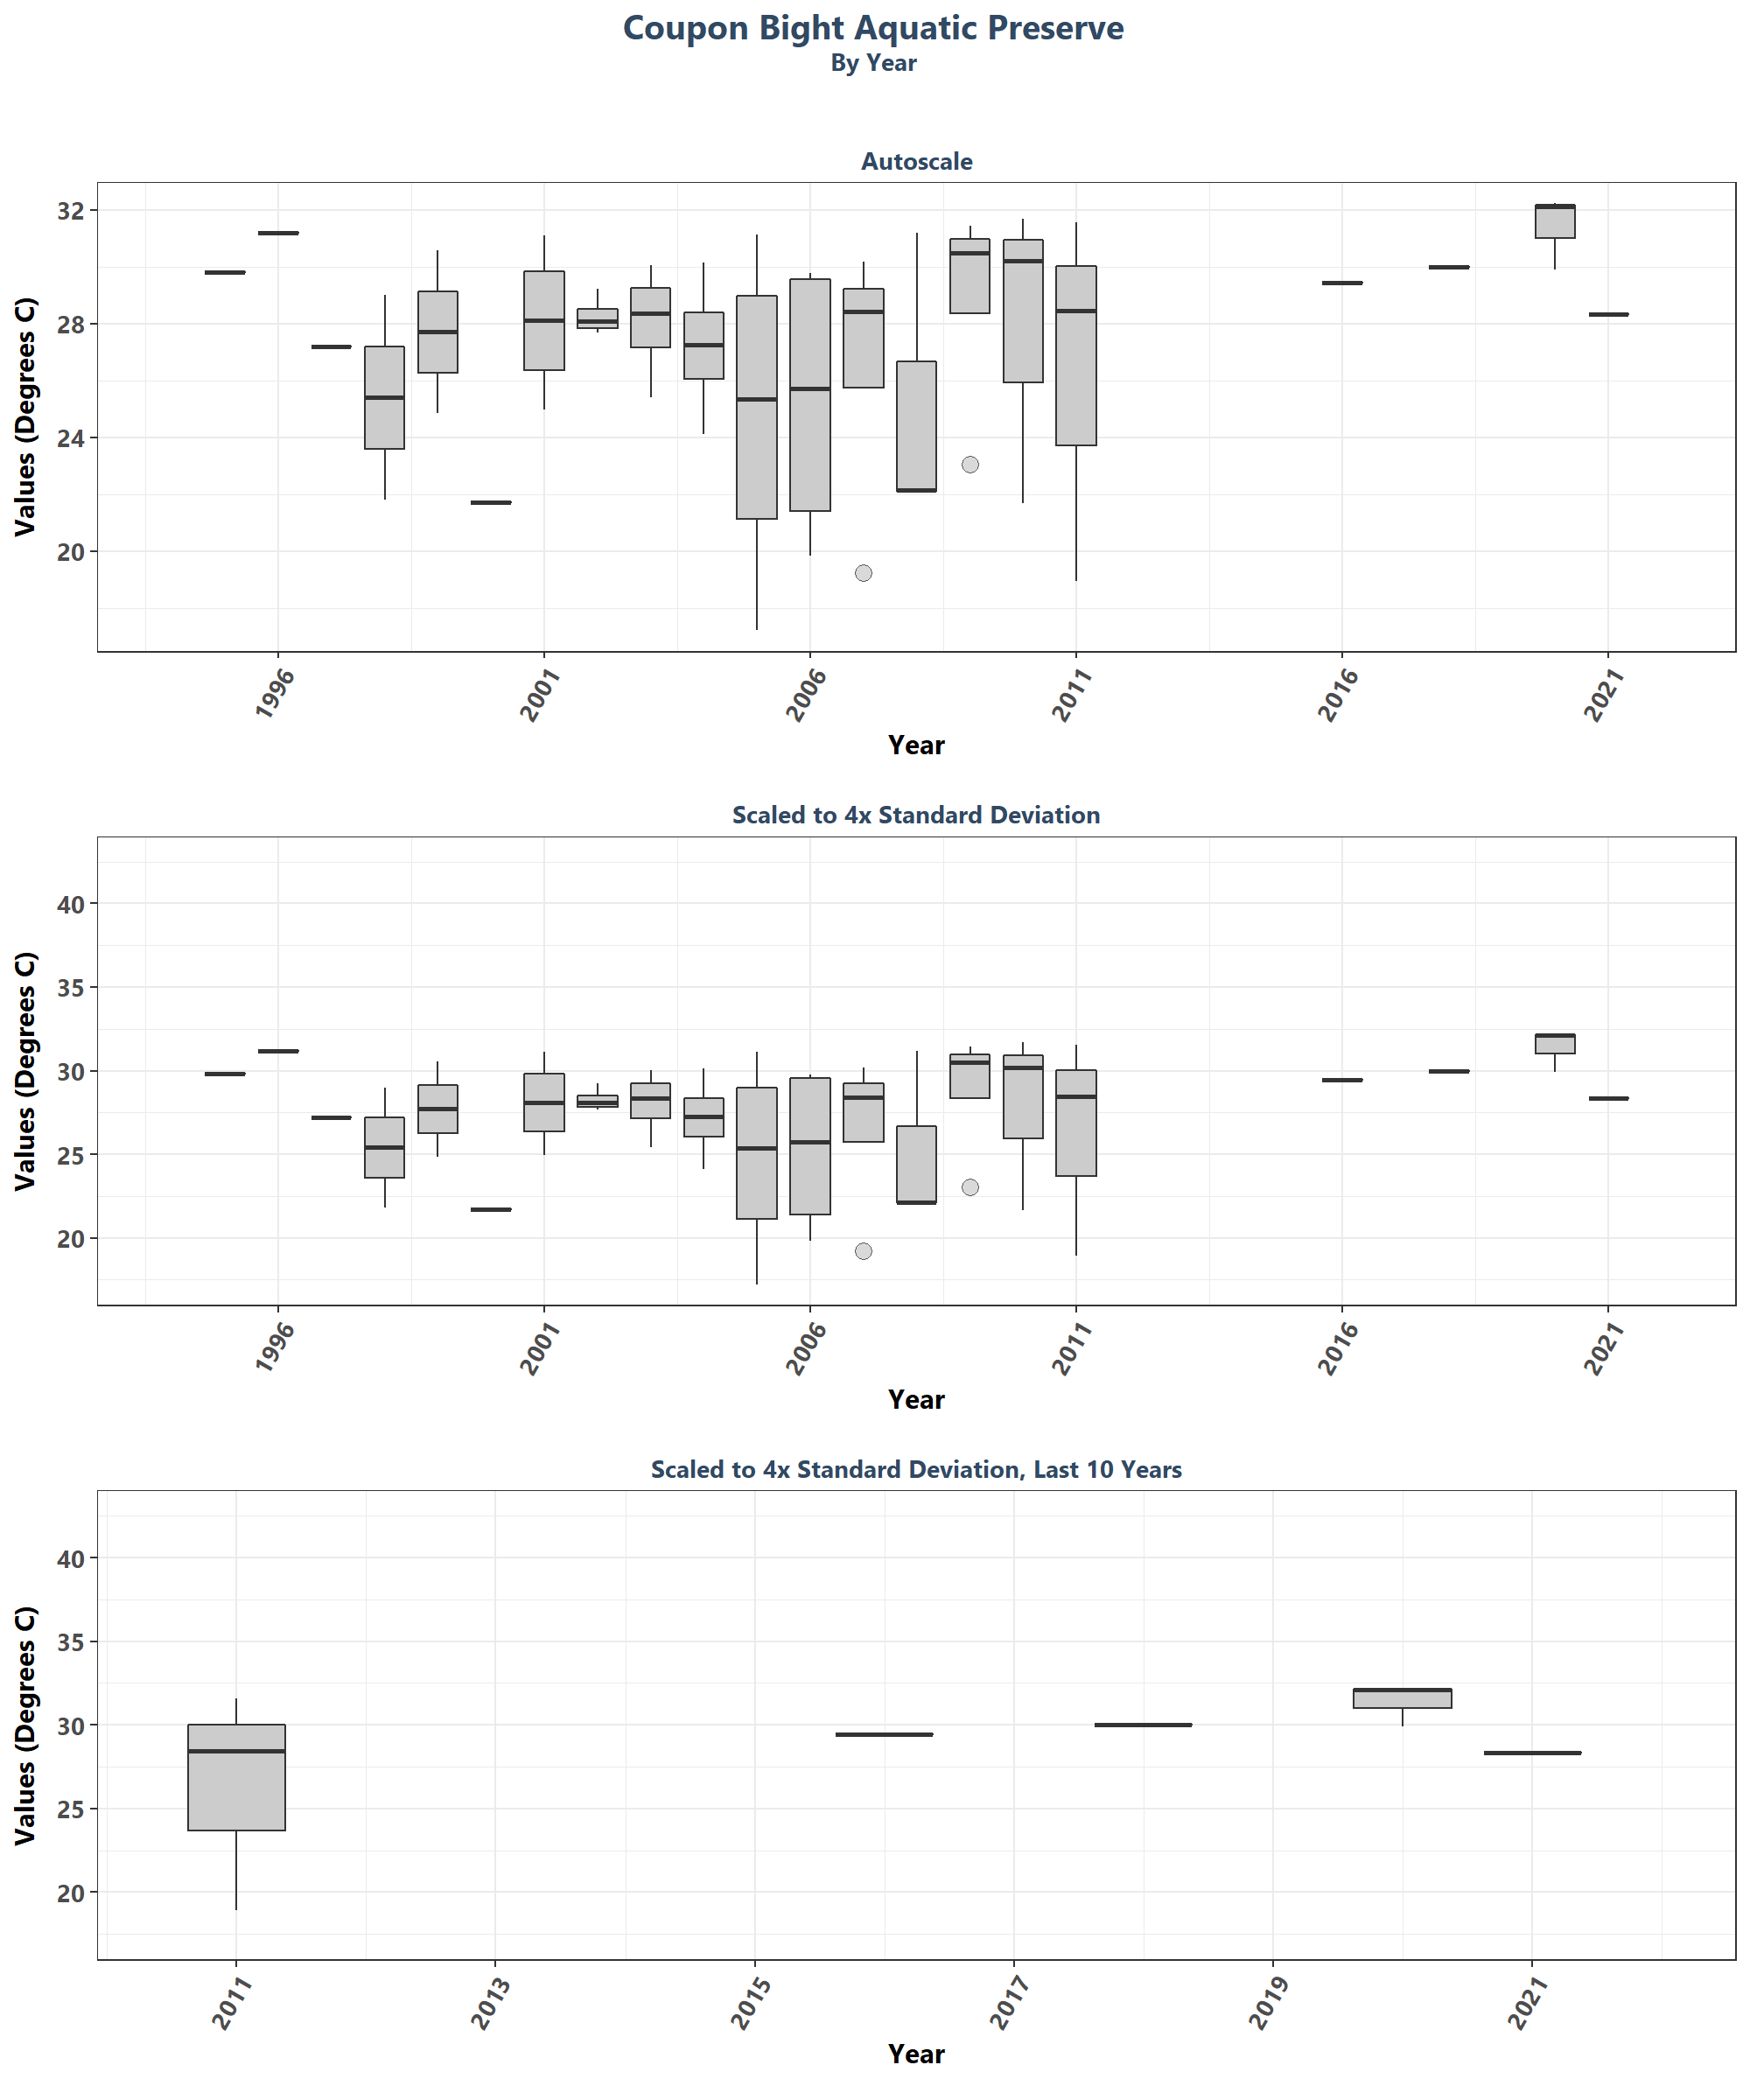 Coupon Bight Aquatic Preserve
By Year
Autoscale
Values (Degrees C)
32
28
24
20
1996
2001
2006
2011
2016
2021
Year
Scaled to 4x Standard Deviation
Values (Degrees C)
40
35
30
25
20
1996
2001
2006
2011
2016
2021
Year
Scaled to 4x Standard Deviation, Last 10 Years
Values (Degrees C)
40
35
30
25
20
2011
2013
2015
2017
2019
2021
Year